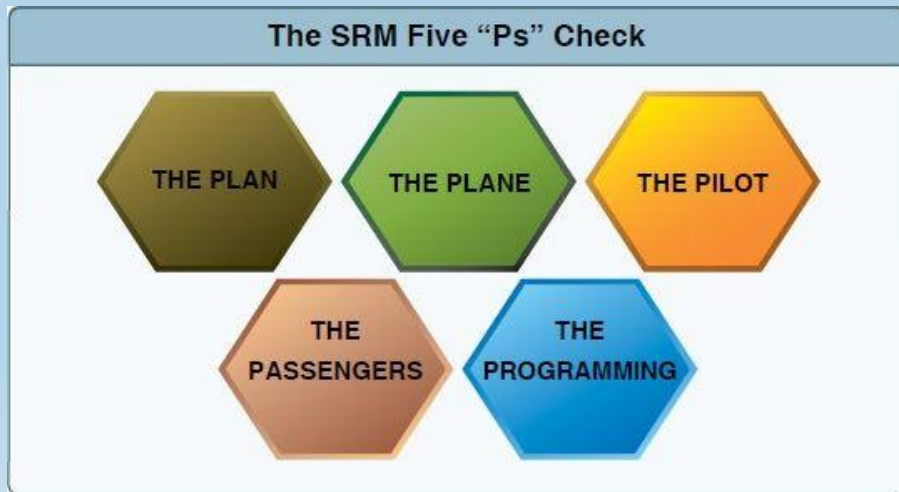 The SRM Five “Ps” Check
THE PLAN
THE PLANE
THE PILOT
THE
PASSENGERS
THE
PROGRAMMING